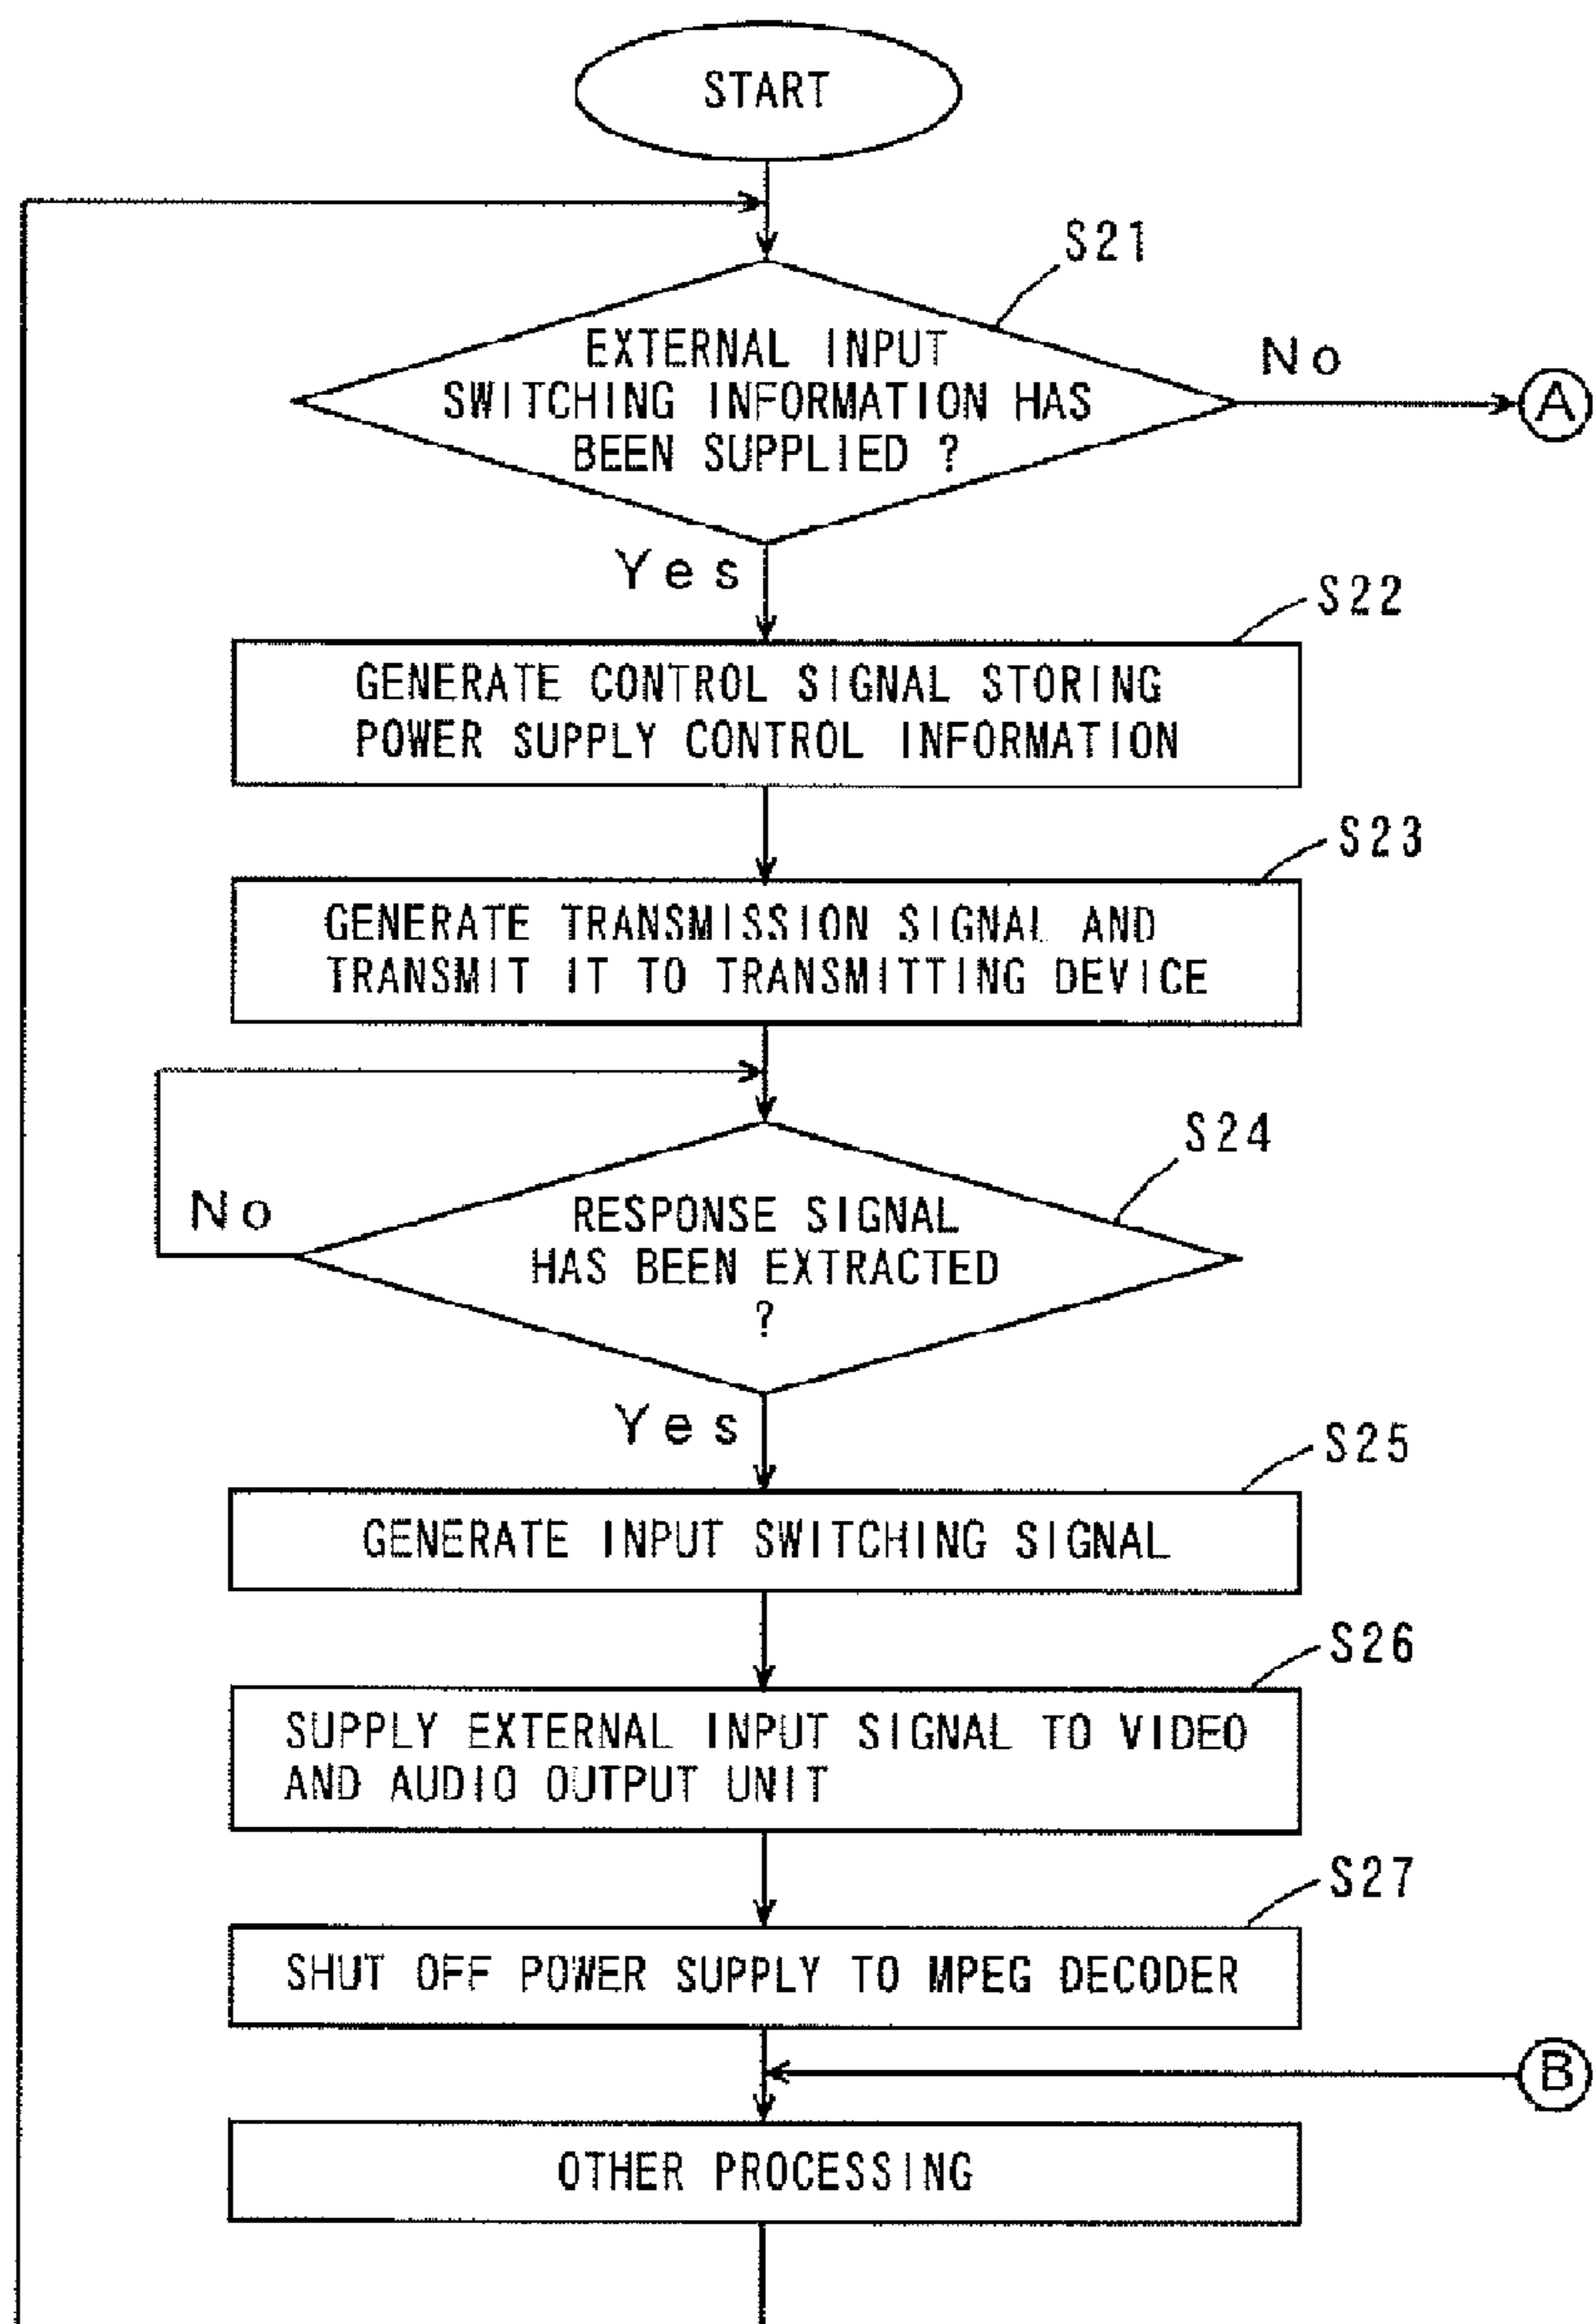 START
S21
EXTERNAL INPUT
SWITCHING INFORMATION HAS
BEEN SUPPLIED ?
No
A
Yes
S22
GENERATE CONTROL SIGNAL STORING
POWER SUPPLY CONTROL INFORMATION
S23
GENERATE TRANSMISSION SIGNAL AND
TRANSMIT IT TO TRANSMITTING DEVICE
S24
No
RESPONSE SIGNAL
HAS BEEN EXTRACTED
?
Yes
S25
GENERATE INPUT SWITCHING SIGNAL
S26
SUPPLY EXTERNAL INPUT SIGNAL TO VIDEO
AND AUDIO OUTPUT UNIT
S27
SHUT OFF POWER SUPPLY TO MPEG DECODER
B
OTHER PROCESSING